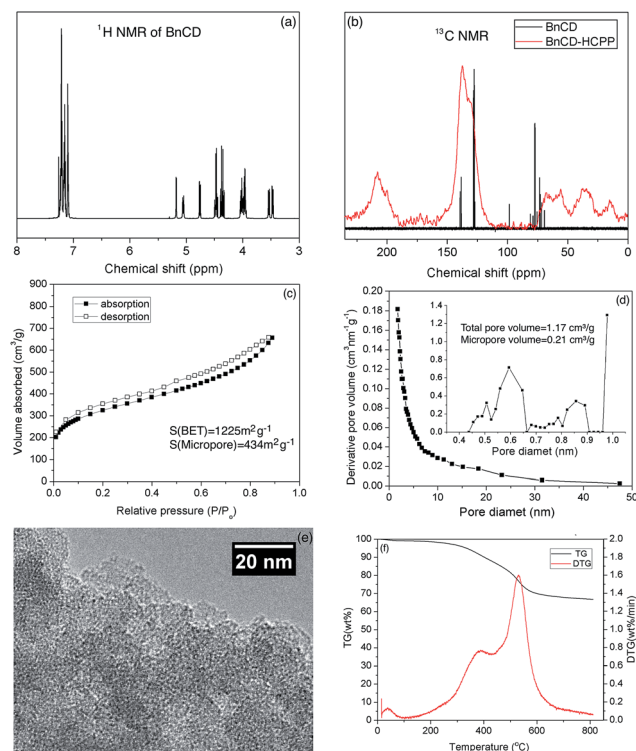 (a)
¹H NMR of BnCD
8 7 6 5 4 3
Chemical shift (ppm)
(b)
¹³C NMR
BnCD
BnCD-HCPP
200 150 100 50 0
Chemical shift (ppm)
(c)
absorption
desorption
Volume absorbed (cm³/g)
900
800
700
600
500
400
300
200
100
0
S(BET)=1225m²g⁻¹
S(Micropore)=434m²g⁻¹
0.0 0.2 0.4 0.6 0.8 1.0
Relative pressure (P/P₀)
(d)
Derivative pore volume (cm³nm⁻¹g⁻¹)
0.20
0.18
0.16
0.14
0.12
0.10
0.08
0.06
0.04
0.02
0.00
1.4
1.2
1.0
0.8
0.6
0.4
0.2
0.0
Total pore volume=1.17 cm³/g
Micropore volume=0.21 cm³/g
0.4 0.5 0.6 0.7 0.8 0.9 1.0
Pore diamet (nm)
0 10 20 30 40 50
Pore diamet (nm)
(e)
20 nm
(f)
TG
DTG
TG(wt%)
100
90
80
70
60
50
40
30
20
10
0
DTG(wt%/min)
2.0
1.8
1.6
1.4
1.2
1.0
0.8
0.6
0.4
0.2
0.0
0 200 400 600 800
Temperature (°C)